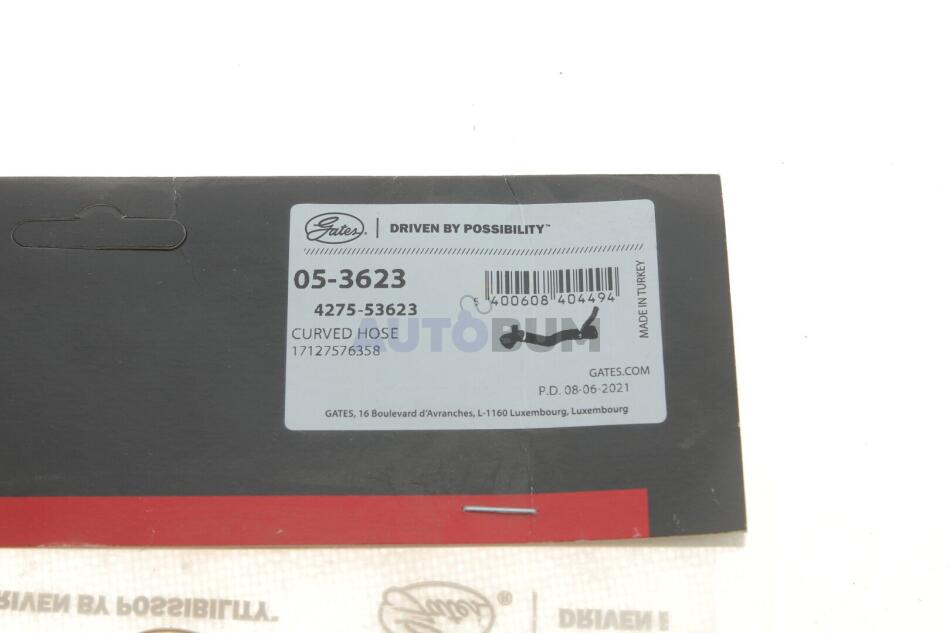 Gates® | DRIVEN BY POSSIBILITY™
05-3623
5 400608 404494
MADE IN TURKEY
4275-53623
CURVED HOSE
17127576358
AUTOBUM
GATES.COM
P.D. 08-06-2021
GATES, 16 Boulevard d'Avranches, L-1160 Luxembourg, Luxembourg
DRIVEN BY POSSIBILITY™
Gates® | DRIVEN